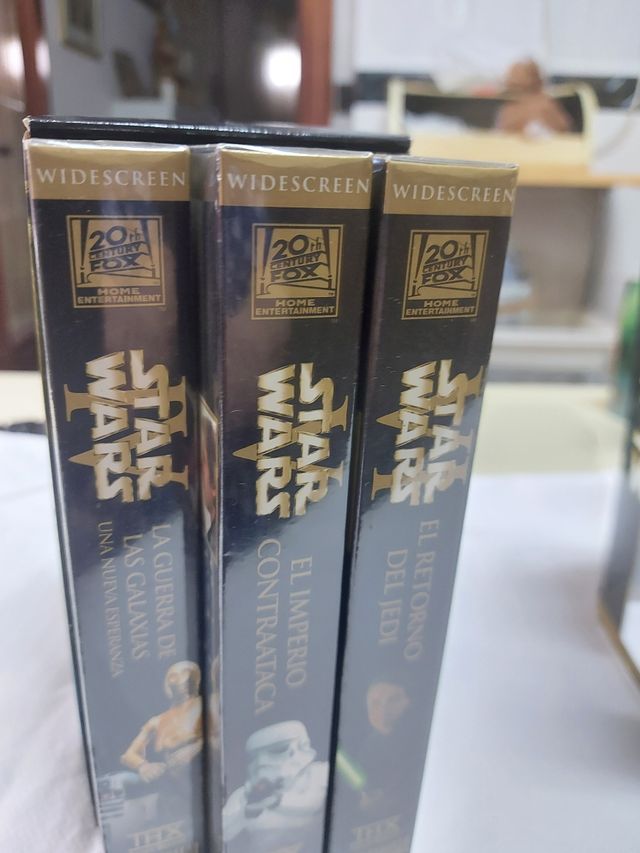 WIDESCREEN
20th
CENTURY
FOX
HOME
ENTERTAINMENT
STAR
WARS
IV
LA GUERRA DE
LAS GALAXIAS
UNA NUEVA ESPERANZA
THX
WIDESCREEN
20th
CENTURY
FOX
HOME
ENTERTAINMENT
STAR
WARS
V
EL IMPERIO
CONTRAATACA
WIDESCREEN
20th
CENTURY
FOX
HOME
ENTERTAINMENT
STAR
WARS
VI
EL RETORNO
DEL JEDI
THX